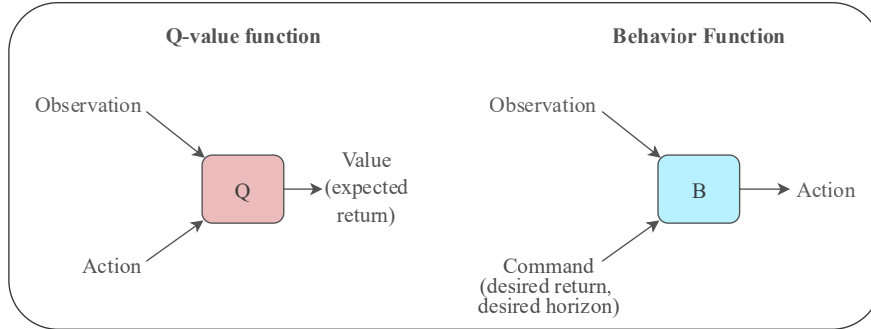 Q-value function
Observation
Q
Value
(expected
return)
Action
Behavior Function
Observation
B
Action
Command
(desired return,
desired horizon)